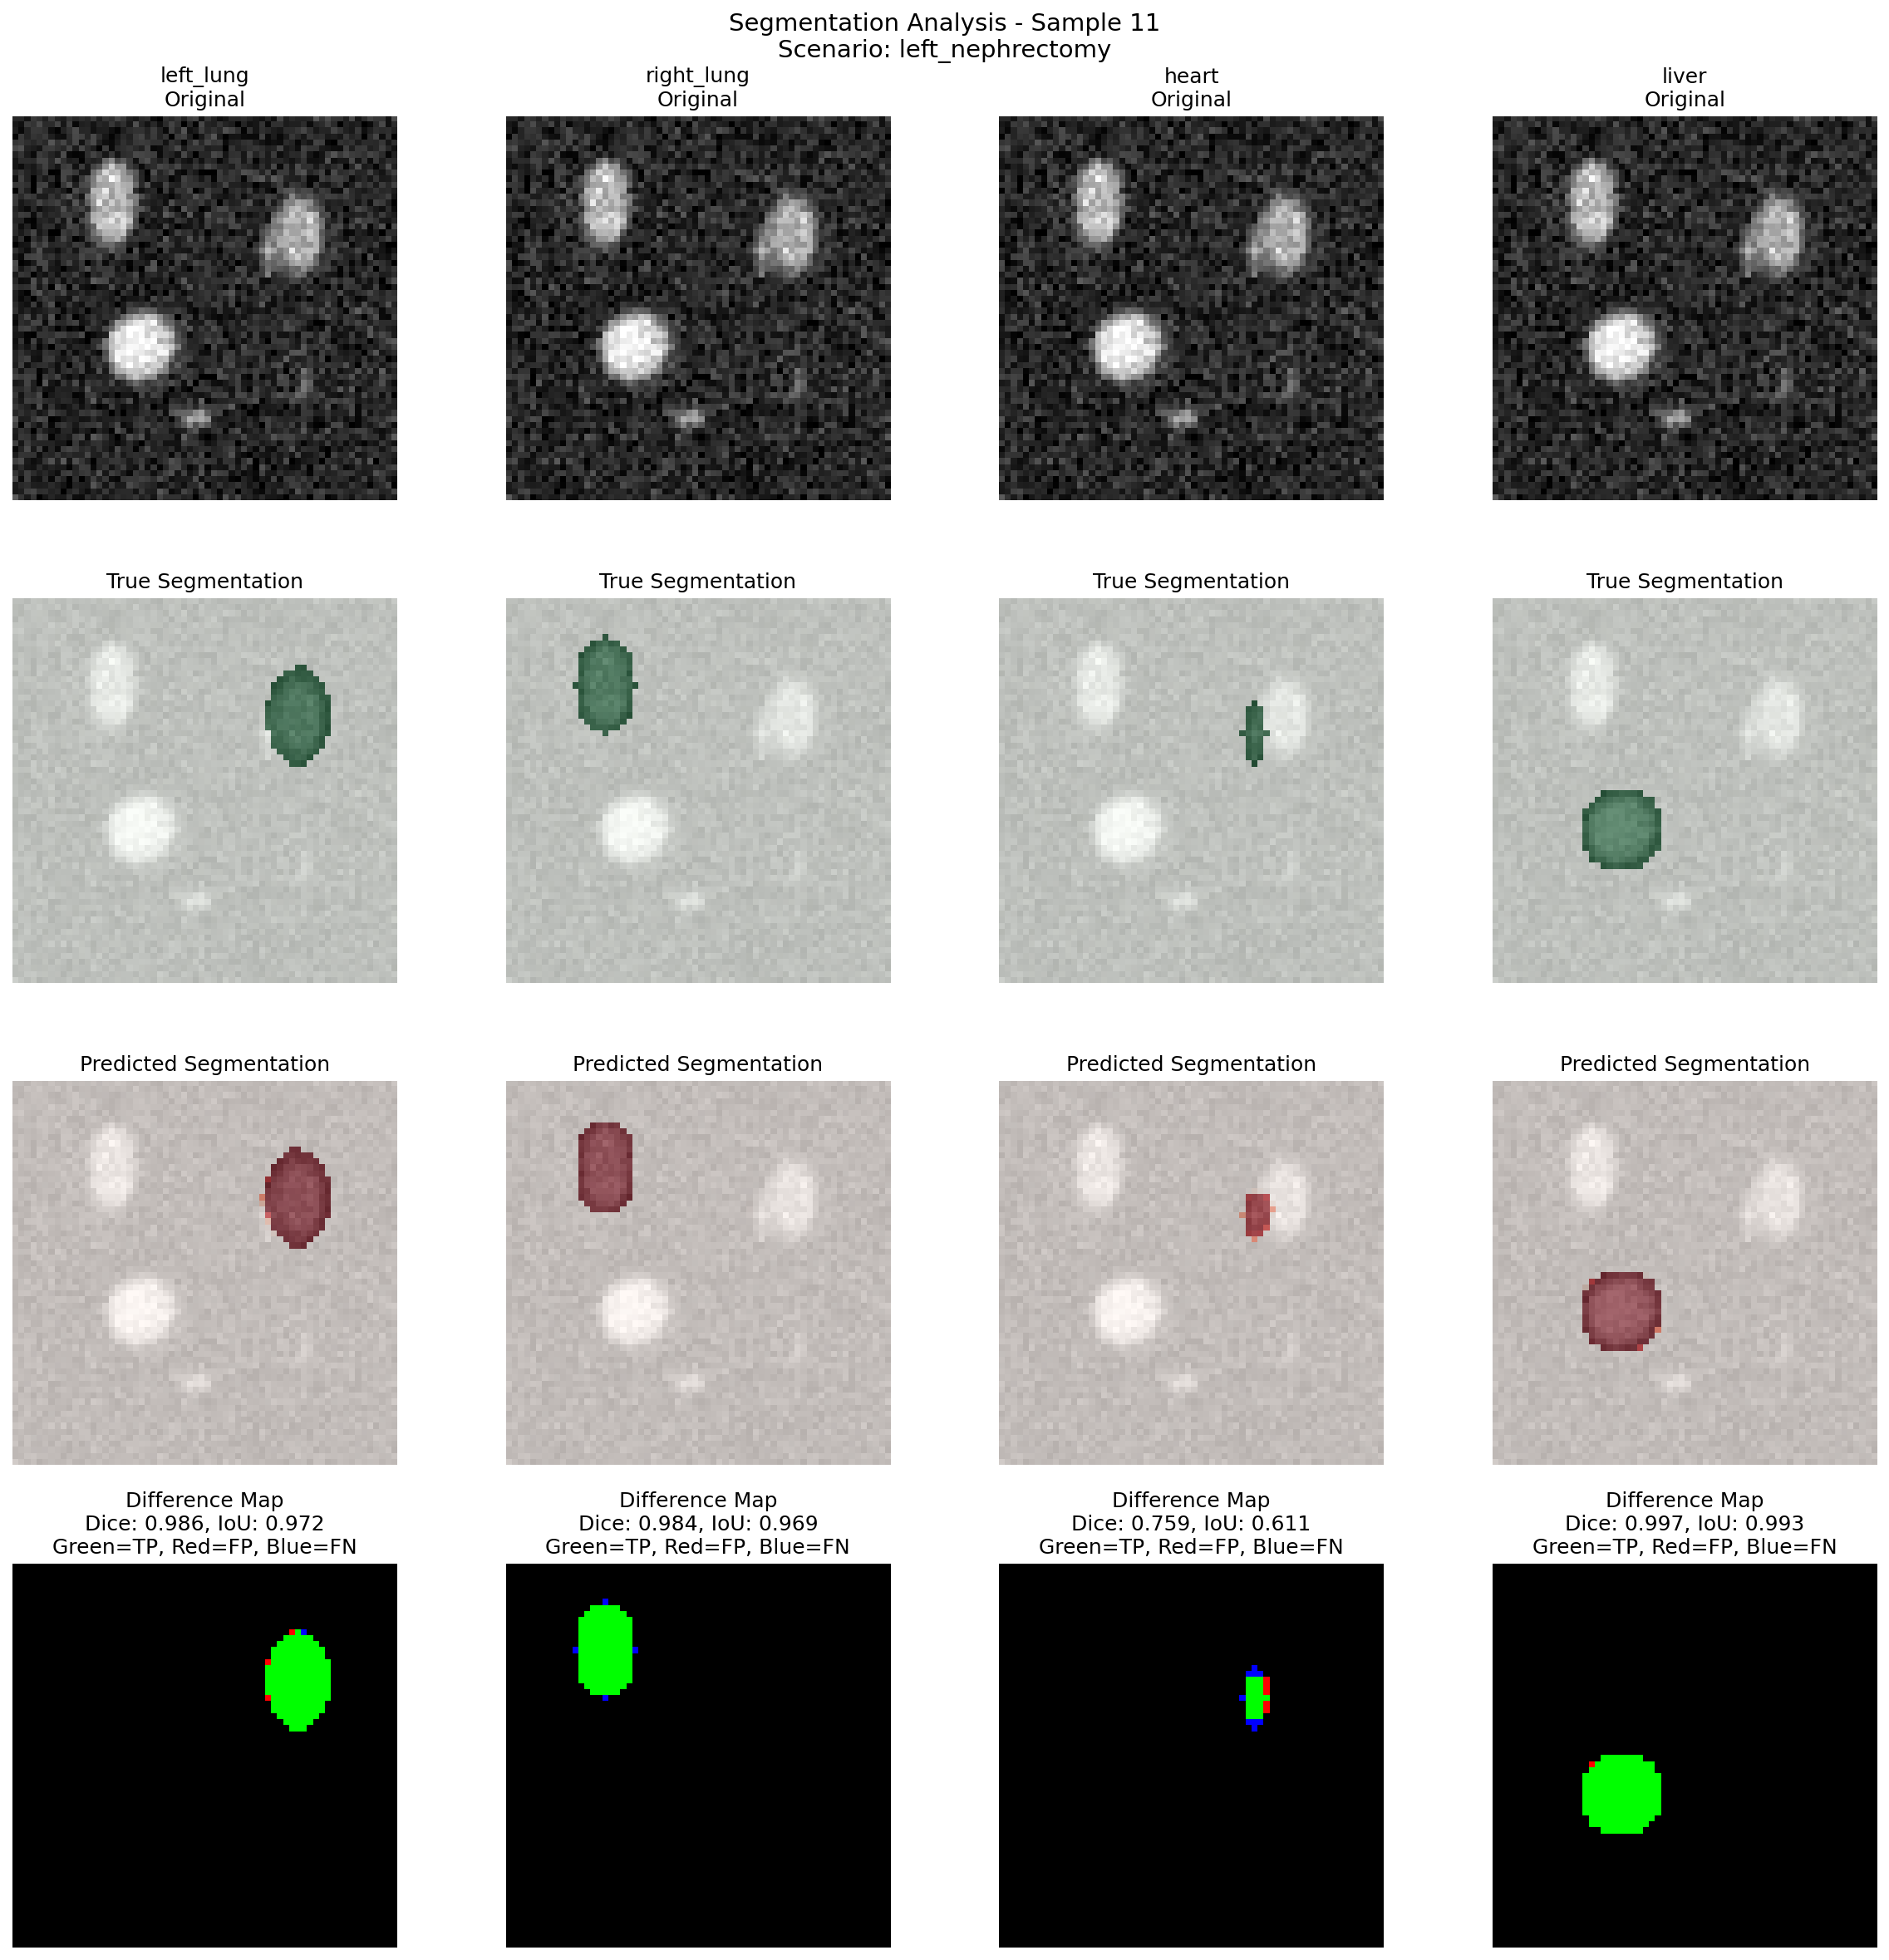 Segmentation Analysis - Sample 11
Scenario: left_nephrectomy
left_lung
Original
right_lung
Original
heart
Original
liver
Original
True Segmentation
True Segmentation
True Segmentation
True Segmentation
Predicted Segmentation
Predicted Segmentation
Predicted Segmentation
Predicted Segmentation
Difference Map
Dice: 0.986, IoU: 0.972
Green=TP, Red=FP, Blue=FN
Difference Map
Dice: 0.984, IoU: 0.969
Green=TP, Red=FP, Blue=FN
Difference Map
Dice: 0.759, IoU: 0.611
Green=TP, Red=FP, Blue=FN
Difference Map
Dice: 0.997, IoU: 0.993
Green=TP, Red=FP, Blue=FN